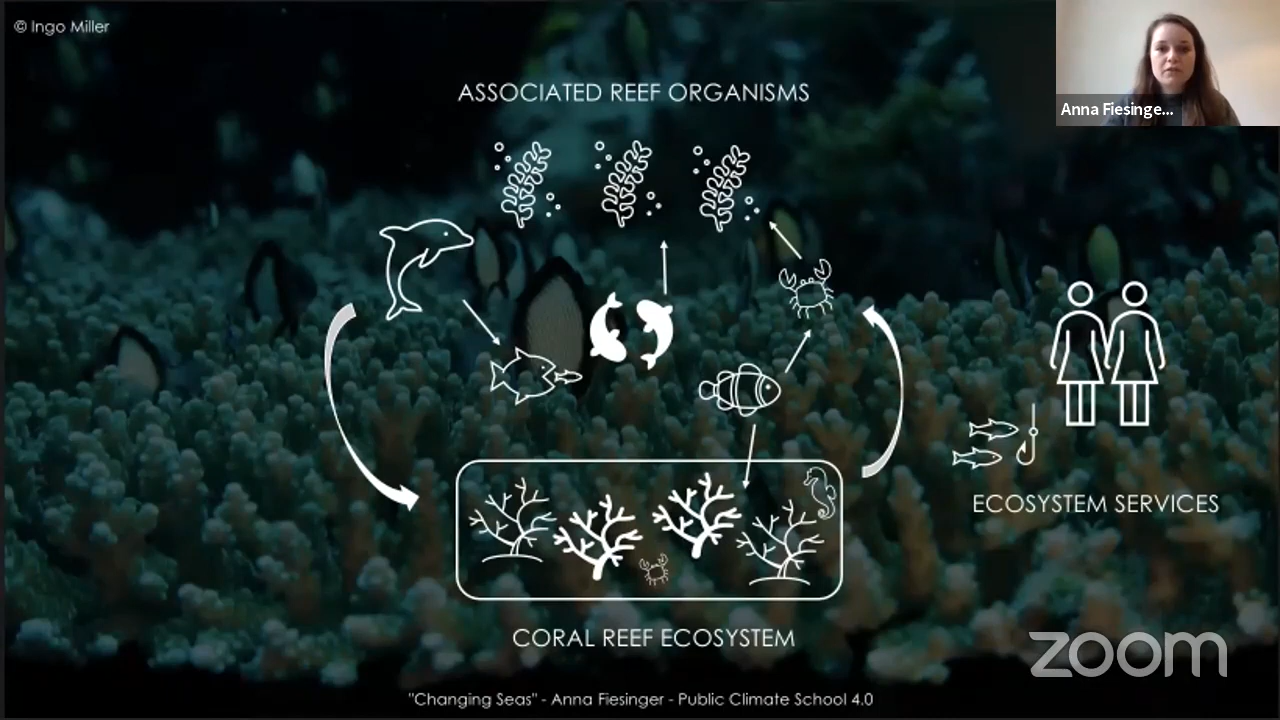 © Ingo Miller
Anna Fiesinge...
ASSOCIATED REEF ORGANISMS
ECOSYSTEM SERVICES
CORAL REEF ECOSYSTEM
zoom
"Changing Seas" - Anna Fiesinger - Public Climate School 4.0